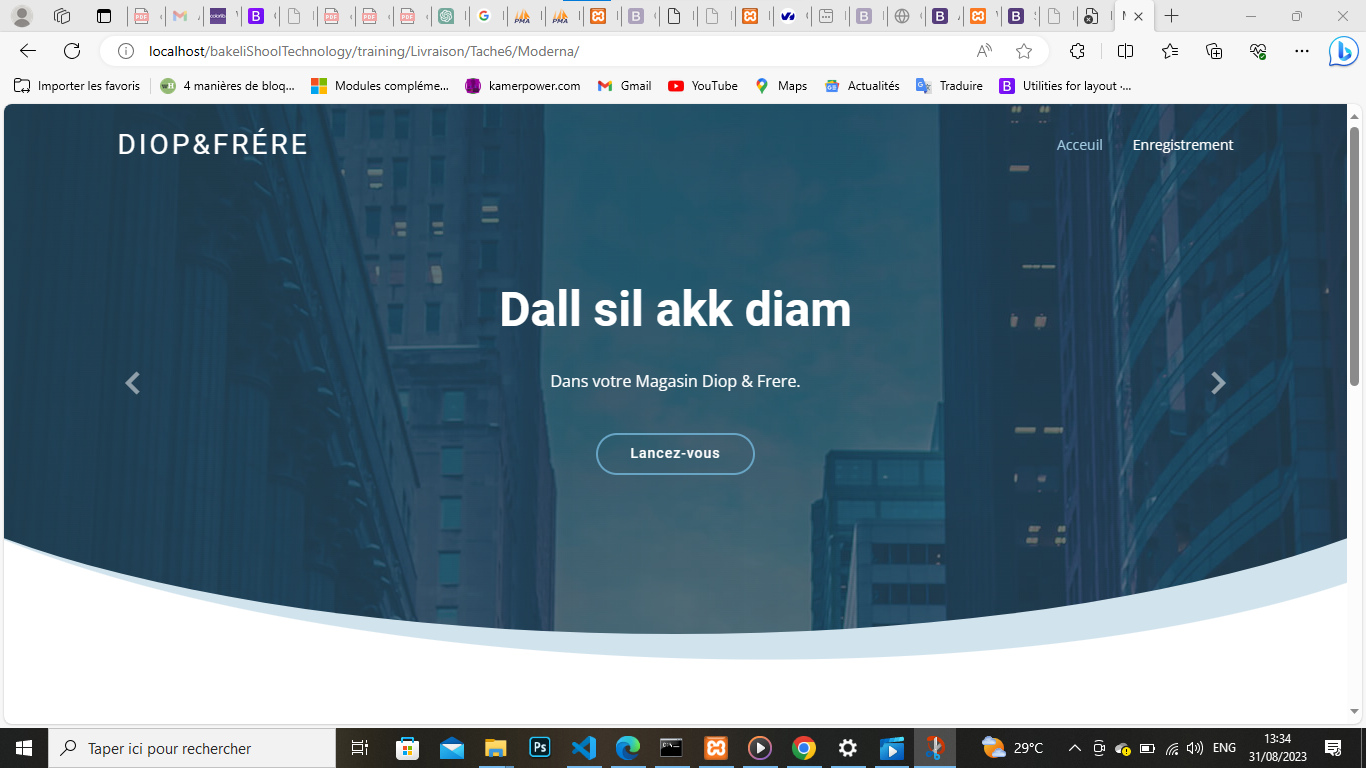 localhost/bakeliShoolTechnology/training/Livraison/Tache6/Moderna/
Importer les favoris
4 manières de bloq...
Modules compléme...
kamerpower.com
Gmail
YouTube
Maps
Actualités
Traduire
Utilities for layout ·...
DIOP&FRÉRE
Acceuil
Enregistrement
Dall sil akk diam
Dans votre Magasin Diop & Frere.
Lancez-vous
Taper ici pour rechercher
29°C
ENG
13:34
31/08/2023